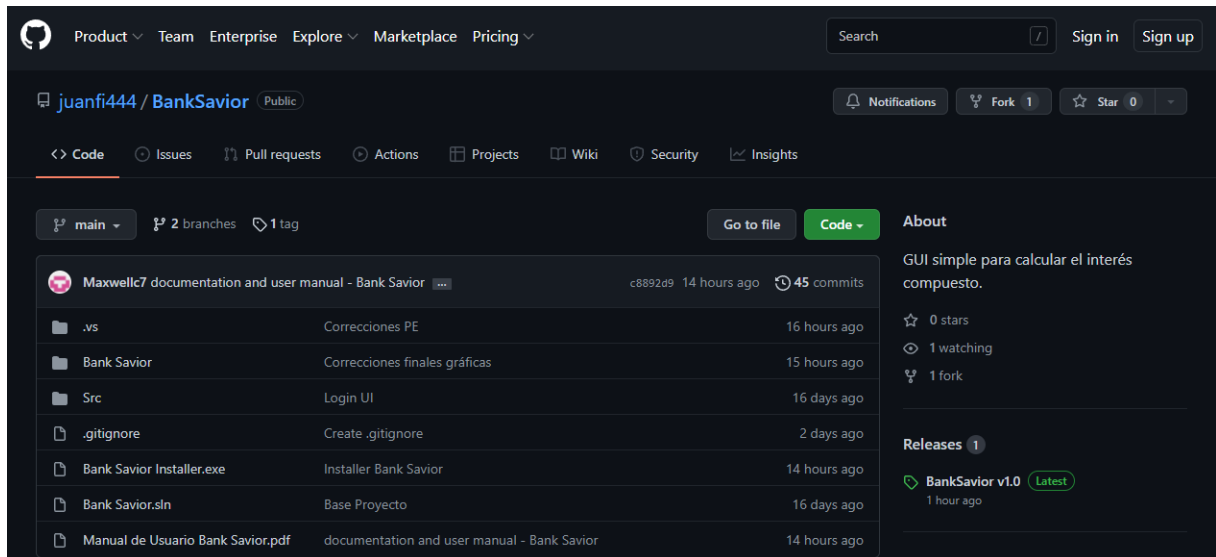 Product Team Enterprise Explore Marketplace Pricing Search / Sign in Sign up
juanfi444 / BankSavior Public Notifications Fork 1 Star 0
Code Issues Pull requests Actions Projects Wiki Security Insights
main 2 branches 1 tag Go to file Code
Maxwellc7 documentation and user manual - Bank Savior ... c8892d9 14 hours ago 45 commits
.vs Correcciones PE 16 hours ago
Bank Savior Correcciones finales gráficas 15 hours ago
Src Login UI 16 days ago
.gitignore Create .gitignore 2 days ago
Bank Savior Installer.exe Installer Bank Savior 14 hours ago
Bank Savior.sln Base Proyecto 16 days ago
Manual de Usuario Bank Savior.pdf documentation and user manual - Bank Savior 14 hours ago
About
GUI simple para calcular el interés
compuesto.
0 stars
1 watching
1 fork
Releases 1
BankSavior v1.0 Latest
1 hour ago